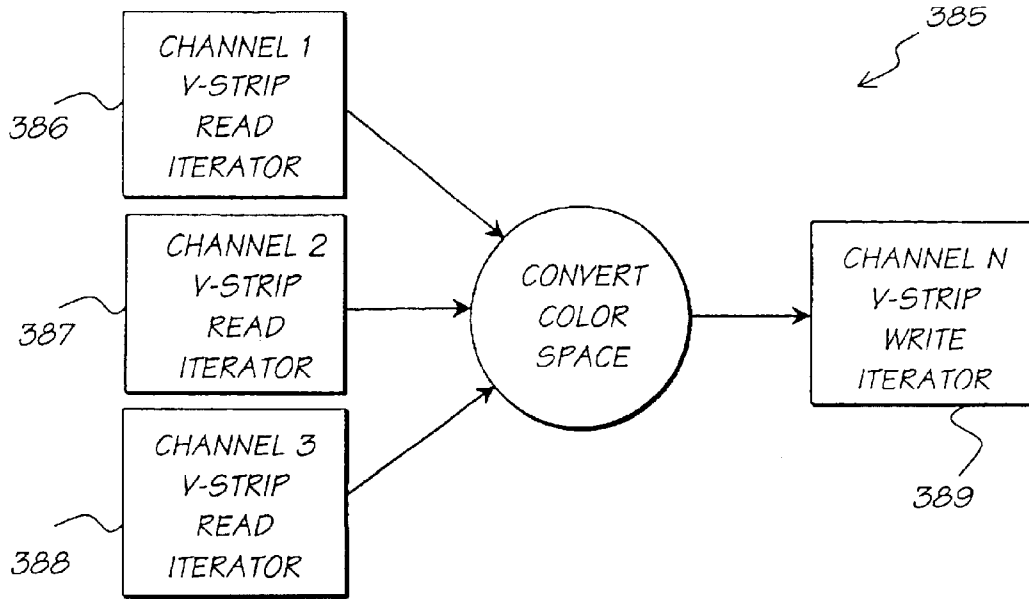 385
CHANNEL 1
V-STRIP
READ
ITERATOR
386
CHANNEL 2
V-STRIP
READ
ITERATOR
387
CHANNEL 3
V-STRIP
READ
ITERATOR
388
CONVERT
COLOR
SPACE
CHANNEL N
V-STRIP
WRITE
ITERATOR
389